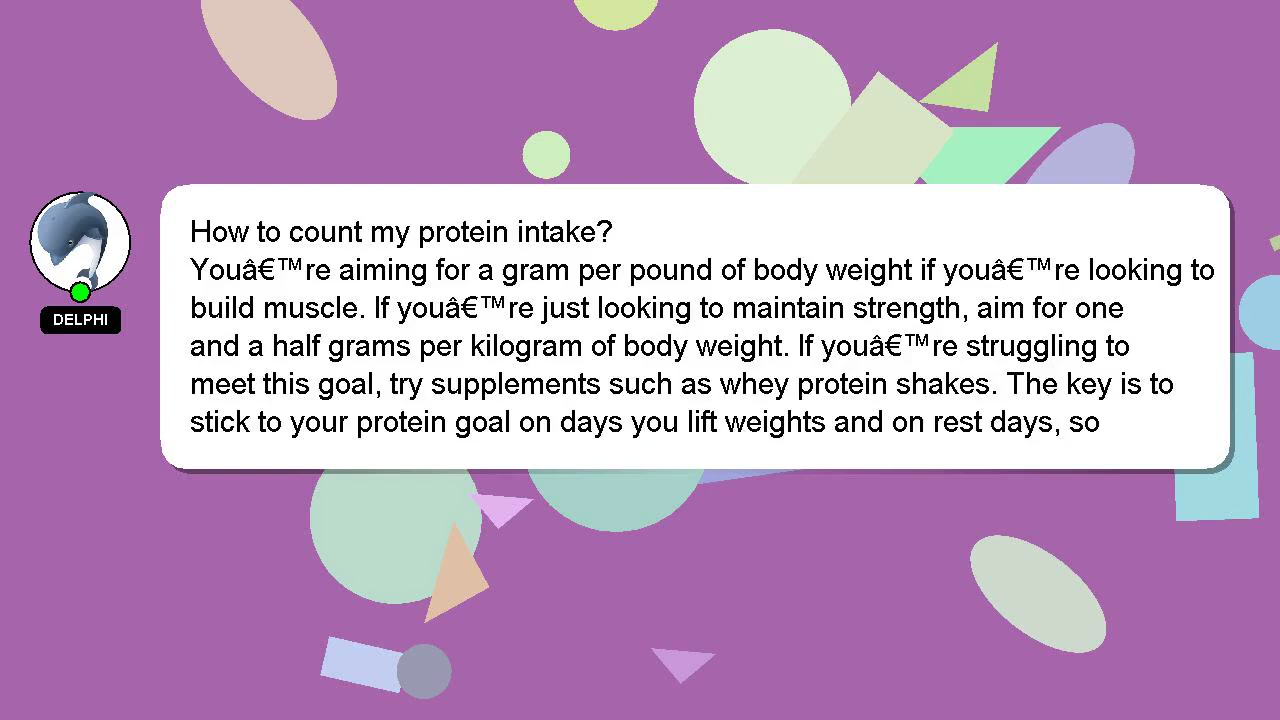 How to count my protein intake?
Youâ€™re aiming for a gram per pound of body weight if youâ€™re looking to
build muscle. If youâ€™re just looking to maintain strength, aim for one
and a half grams per kilogram of body weight. If youâ€™re struggling to
meet this goal, try supplements such as whey protein shakes. The key is to
stick to your protein goal on days you lift weights and on rest days, so
DELPHI